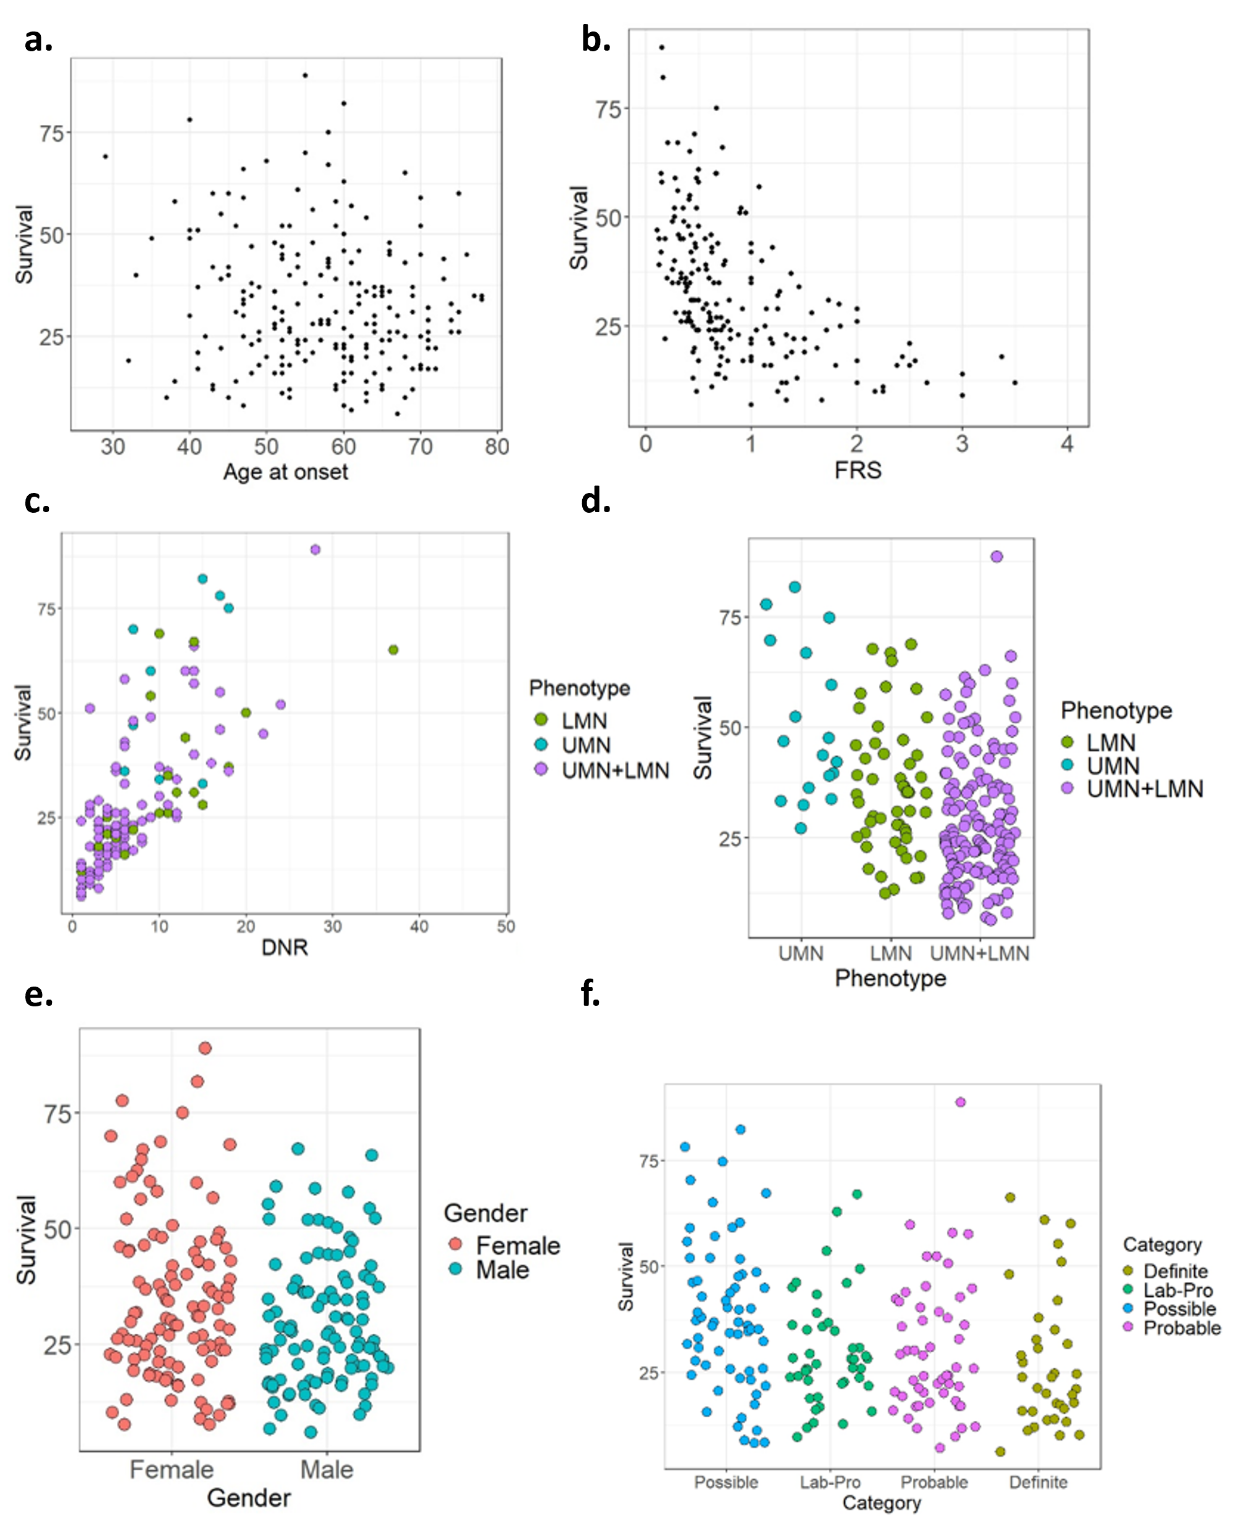 a.
75
50
25
Survival
30 40 50 60 70 80
Age at onset
b.
75
50
25
Survival
0 1 2 3 4
FRS
c.
75
50
25
Survival
0 10 20 30 40 50
DNR
Phenotype
LMN
UMN
UMN+LMN
d.
75
50
25
Survival
UMN LMN UMN+LMN
Phenotype
Phenotype
LMN
UMN
UMN+LMN
e.
75
50
25
Survival
Female Male
Gender
Gender
Female
Male
f.
75
50
25
Survival
Possible Lab-Pro Probable Definite
Category
Category
Definite
Lab-Pro
Possible
Probable